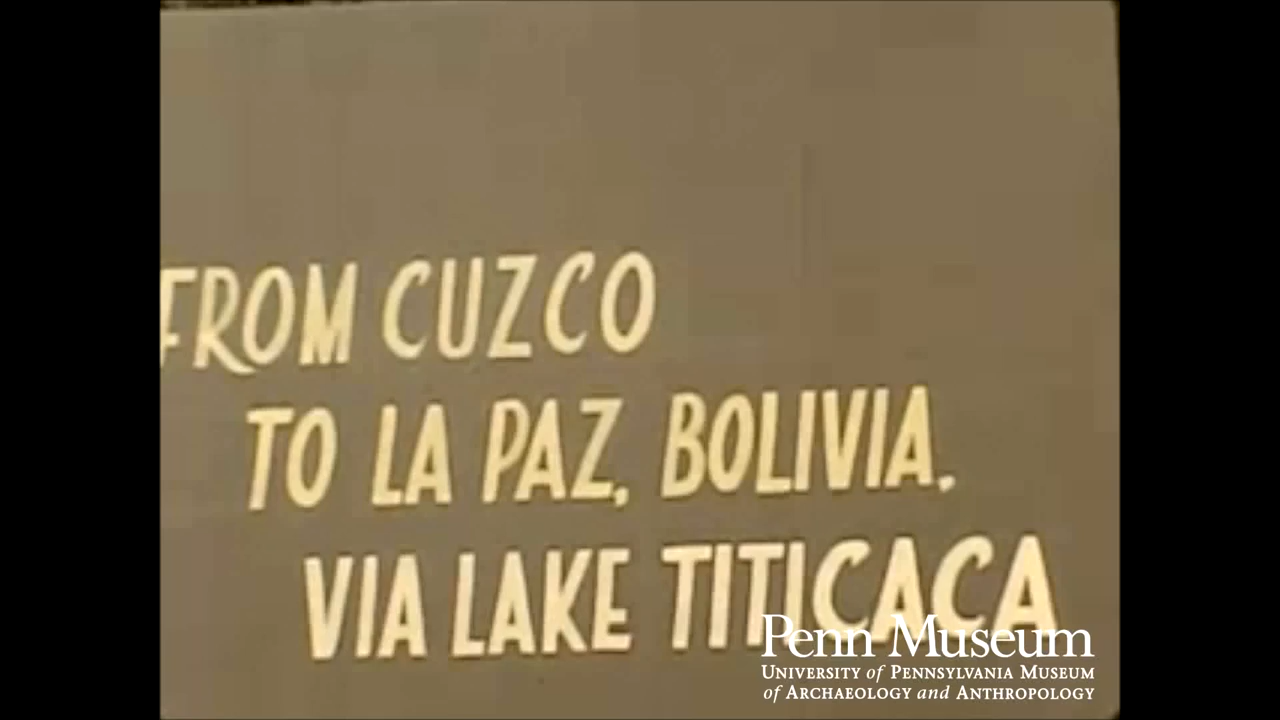 FROM CUZCO
TO LA PAZ, BOLIVIA.
VIA LAKE TITICACA
Penn Museum
UNIVERSITY of PENNSYLVANIA MUSEUM
of ARCHAEOLOGY and ANTHROPOLOGY